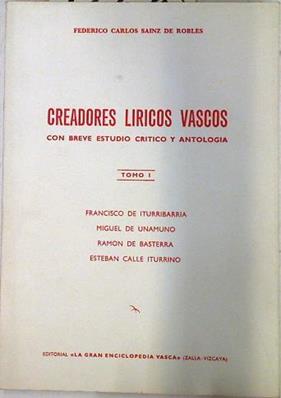 FEDERICO CARLOS SAINZ DE ROBLES
CREADORES LIRICOS VASCOS
CON BREVE ESTUDIO CRITICO Y ANTOLOGIA
TOMO I
FRANCISCO DE ITURRIBARRIA
MIGUEL DE UNAMUNO
RAMON DE BASTERRA
ESTEBAN CALLE ITURRINO
EDITORIAL «LA GRAN ENCICLOPEDIA VASCA» (ZALLA-VIZCAYA)